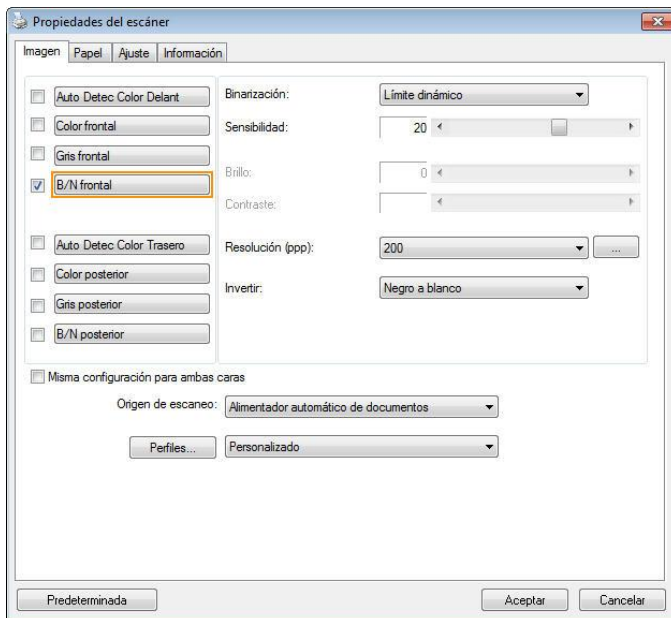 Propiedades del escáner
Imagen Papel Ajuste Información
Auto Detec Color Delant
Color frontal
Gris frontal
B/N frontal
Auto Detec Color Trasero
Color posterior
Gris posterior
B/N posterior
Binarización: Límite dinámico
Sensibilidad: 20
Brillo: 0
Contraste:
Resolución (ppp): 200 ...
Invertir: Negro a blanco
Misma configuración para ambas caras
Origen de escaneo: Alimentador automático de documentos
Perfiles... Personalizado
Predeterminada Aceptar Cancelar